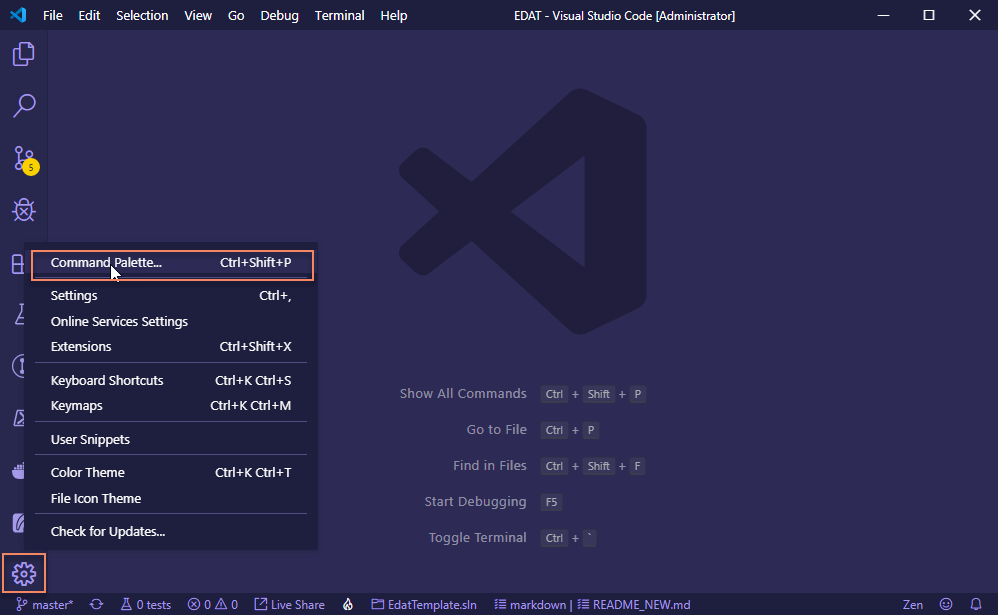 File Edit Selection View Go Debug Terminal Help EDAT - Visual Studio Code [Administrator]
5
Command Palette... Ctrl+Shift+P
Settings Ctrl+,
Online Services Settings
Extensions Ctrl+Shift+X
Keyboard Shortcuts Ctrl+K Ctrl+S
Keymaps Ctrl+K Ctrl+M
User Snippets
Color Theme Ctrl+K Ctrl+T
File Icon Theme
Check for Updates...
Show All Commands Ctrl + Shift + P
Go to File Ctrl + P
Find in Files Ctrl + Shift + F
Start Debugging F5
Toggle Terminal Ctrl + `
master* 0 tests 0 0 Live Share EdatTemplate.sln markdown | README_NEW.md Zen